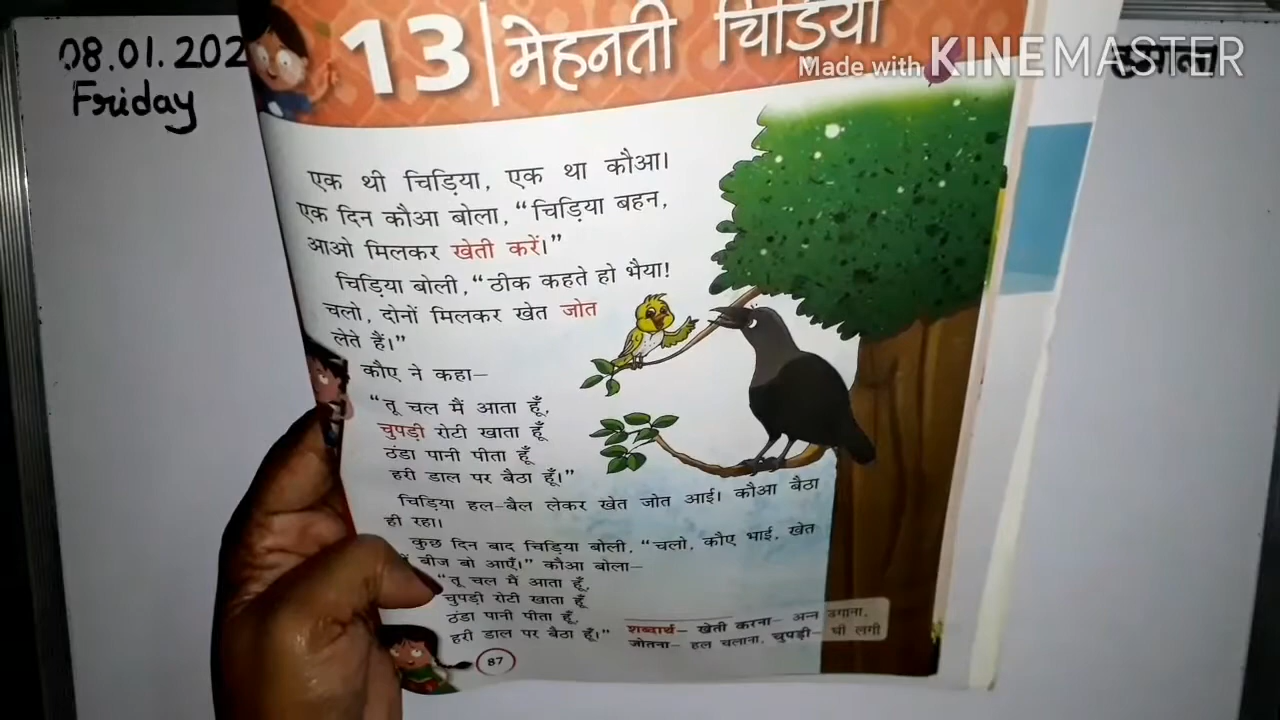 08.01.202
Friday
13 मेहनती चिड़िया
Made with KINEMASTER
एक थी चिड़िया, एक था कौआ।
एक दिन कौआ बोला, “चिड़िया बहन,
आओ मिलकर खेती करें।”
चिड़िया बोली, “ठीक कहते हो भैया!
चलो, दोनों मिलकर खेत जोत
लेते हैं।”
कौए ने कहा—
“तू चल मैं आता हूँ,
चुपड़ी रोटी खाता हूँ
ठंडा पानी पीता हूँ
हरी डाल पर बैठा हूँ।”
चिड़िया हल-बैल लेकर खेत जोत आई। कौआ बैठा
ही रहा।
कुछ दिन बाद चिड़िया बोली, “चलो, कौए भाई, खेत
बीज बो आएँ।” कौआ बोला—
“तू चल मैं आता हूँ,
चुपड़ी रोटी खाता हूँ
ठंडा पानी पीता हूँ,
हरी डाल पर बैठा हूँ।”
शब्दार्थ— खेती करना— अन्न उगाना,
जोतना— हल चलाना, चुपड़ी— घी लगी
87